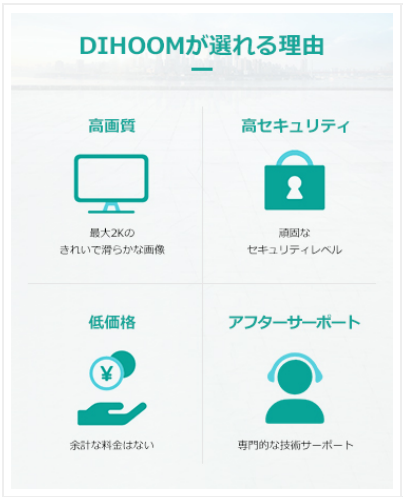 DIHOOMが選れる理由
高画質
高セキュリティ
最大2Kの
きれいで滑らかな画像
頑固な
セキュリティレベル
低価格
アフターサーポート
¥
余計な料金はない
専門的な技術サーポート